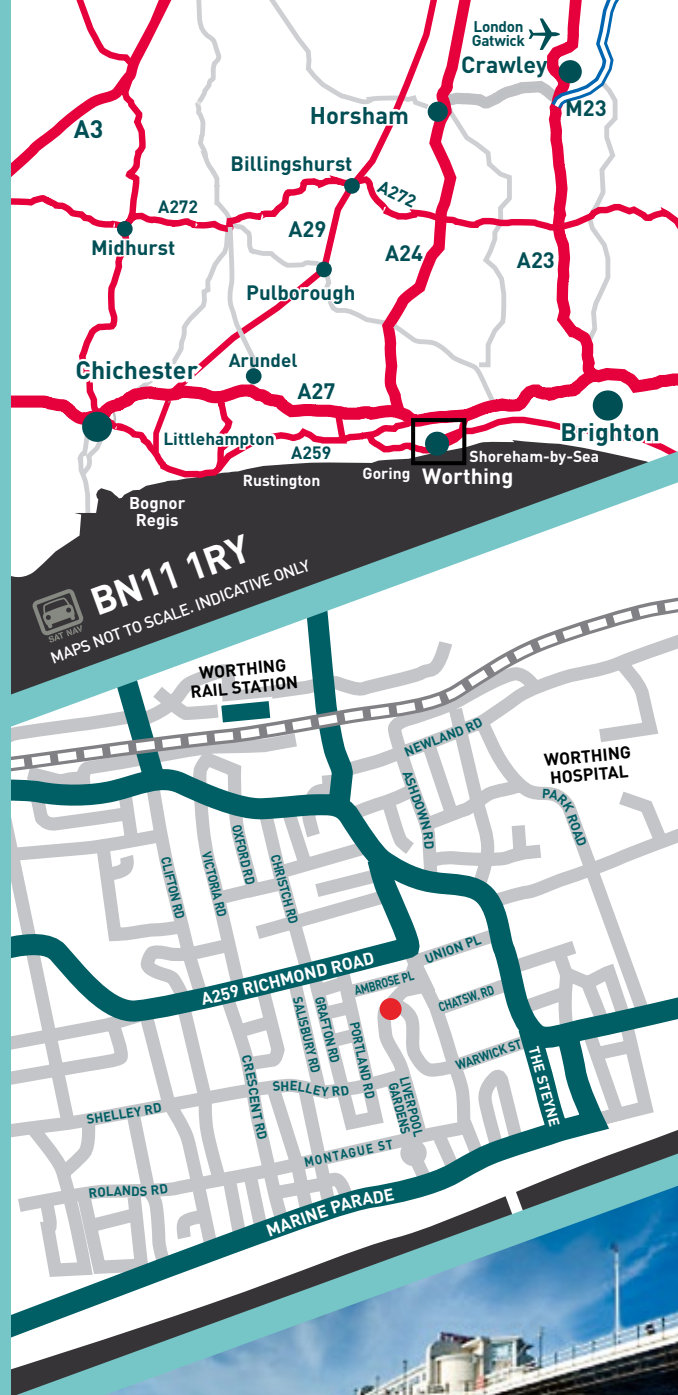 London
Gatwick
Crawley
M23
A3
Horsham
Billingshurst
A272
A272
A29
Midhurst
A24
A23
Pulborough
Chichester
Arundel
A27
Littlehampton
Brighton
A259
Shoreham-by-Sea
Goring
Worthing
Rustington
Bognor
Regis
BN11 1RY
SAT NAV
MAPS NOT TO SCALE. INDICATIVE ONLY
WORTHING
RAIL STATION
NEWLAND RD
WORTHING
HOSPITAL
ASHDOWN RD
PARK ROAD
OXFORD RD
VICTORIA RD
CLIFTON RD
CHRISTCH RD
UNION PL
A259 RICHMOND ROAD
AMBROSE PL
CHATSW. RD
SALISBURY RD
GRAFTON RD
PORTLAND RD
WARWICK ST
THE STEYNE
CRESCENT RD
SHELLEY RD
LIVERPOOL
GARDENS
SHELLEY RD
MONTAGUE ST
ROLANDS RD
MARINE PARADE